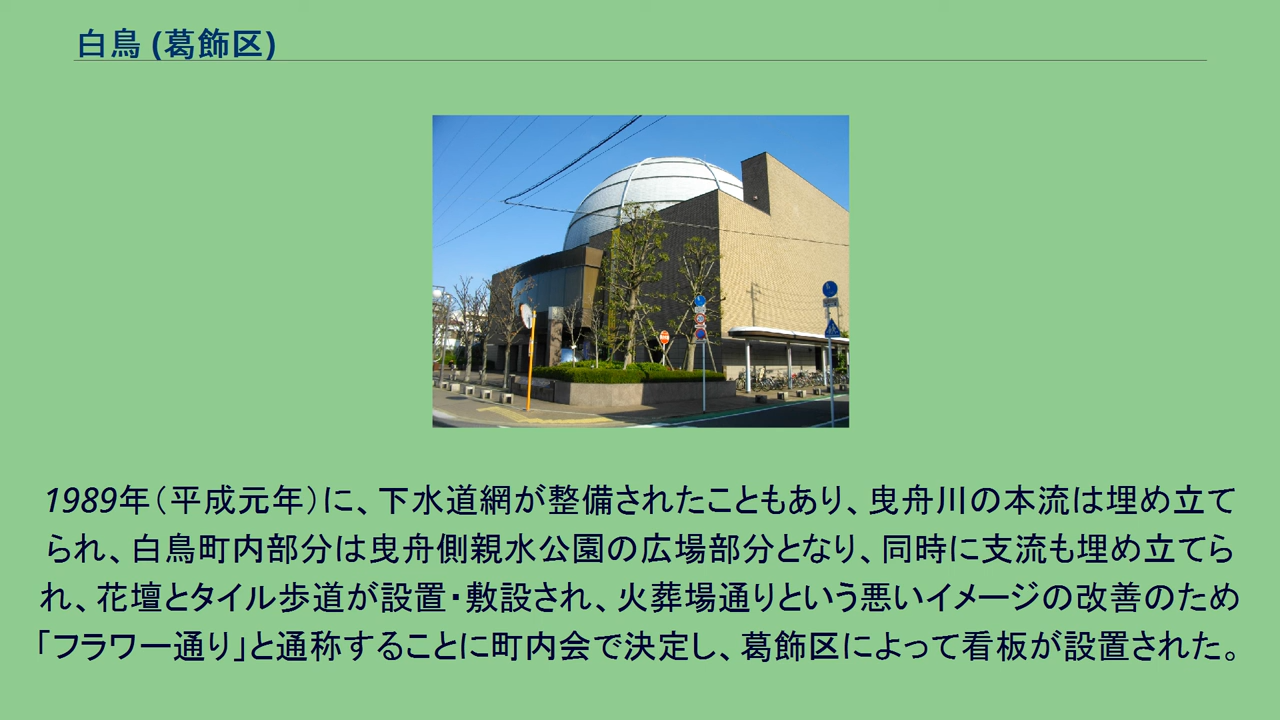 白鳥 (葛飾区)
1989年(平成元年)に、下水道網が整備されたこともあり、曳舟川の本流は埋め立て
られ、白鳥町内部分は曳舟側親水公園の広場部分となり、同時に支流も埋め立てら
れ、花壇とタイル歩道が設置・敷設され、火葬場通りという悪いイメージの改善のため
「フラワー通り」と通称することに町内会で決定し、葛飾区によって看板が設置された。